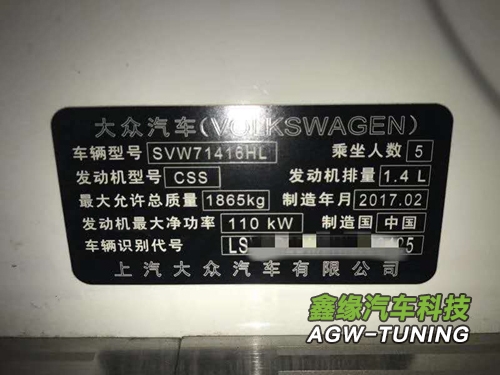 大众汽车(VOLKSWAGEN)
车辆型号 SVW71416HL 乘坐人数 5
发动机型号 CSS 发动机排量 1.4 L
最大允许总质量 1865kg 制造年月 2017.02
发动机最大净功率 110 kW 制造国 中国
车辆识别代号 LS
上汽大众汽车有限公司
鑫缘汽车科技
AGW-TUNING